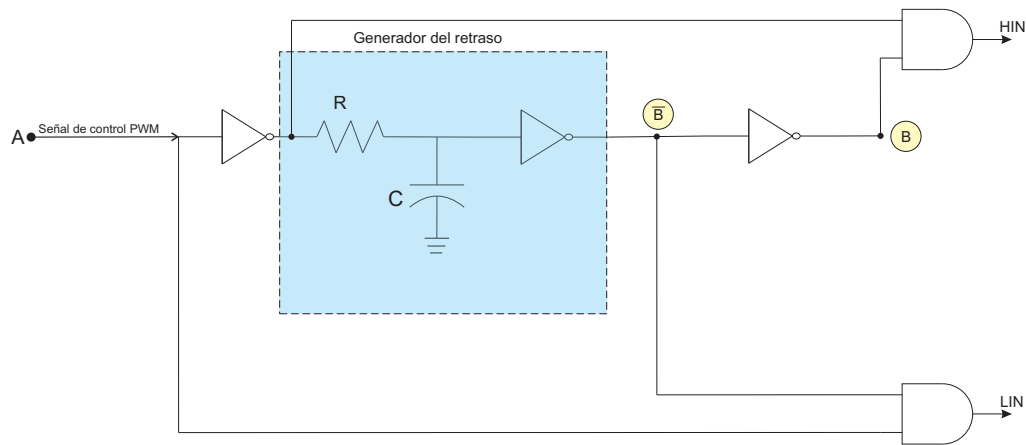 HIN
Generador del retraso
R
A
Señal de control PWM
B̅
B
C
LIN